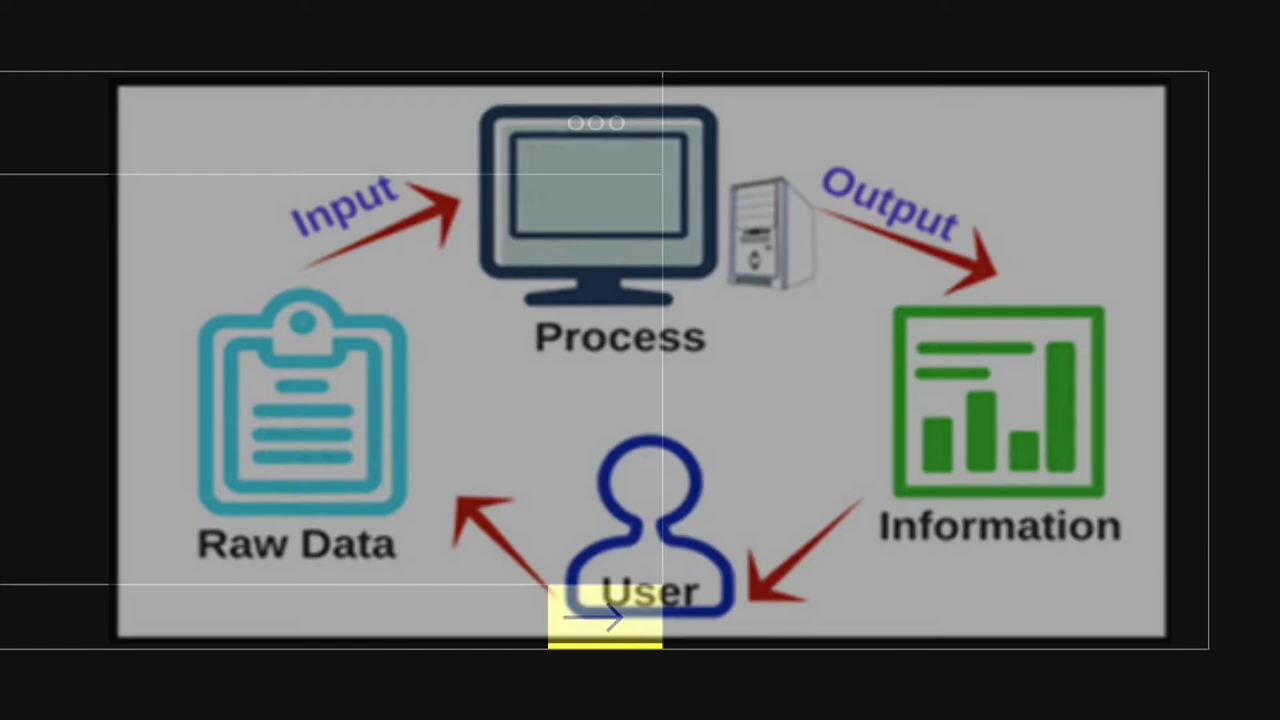 Input
Output
Process
Raw Data
Information
User